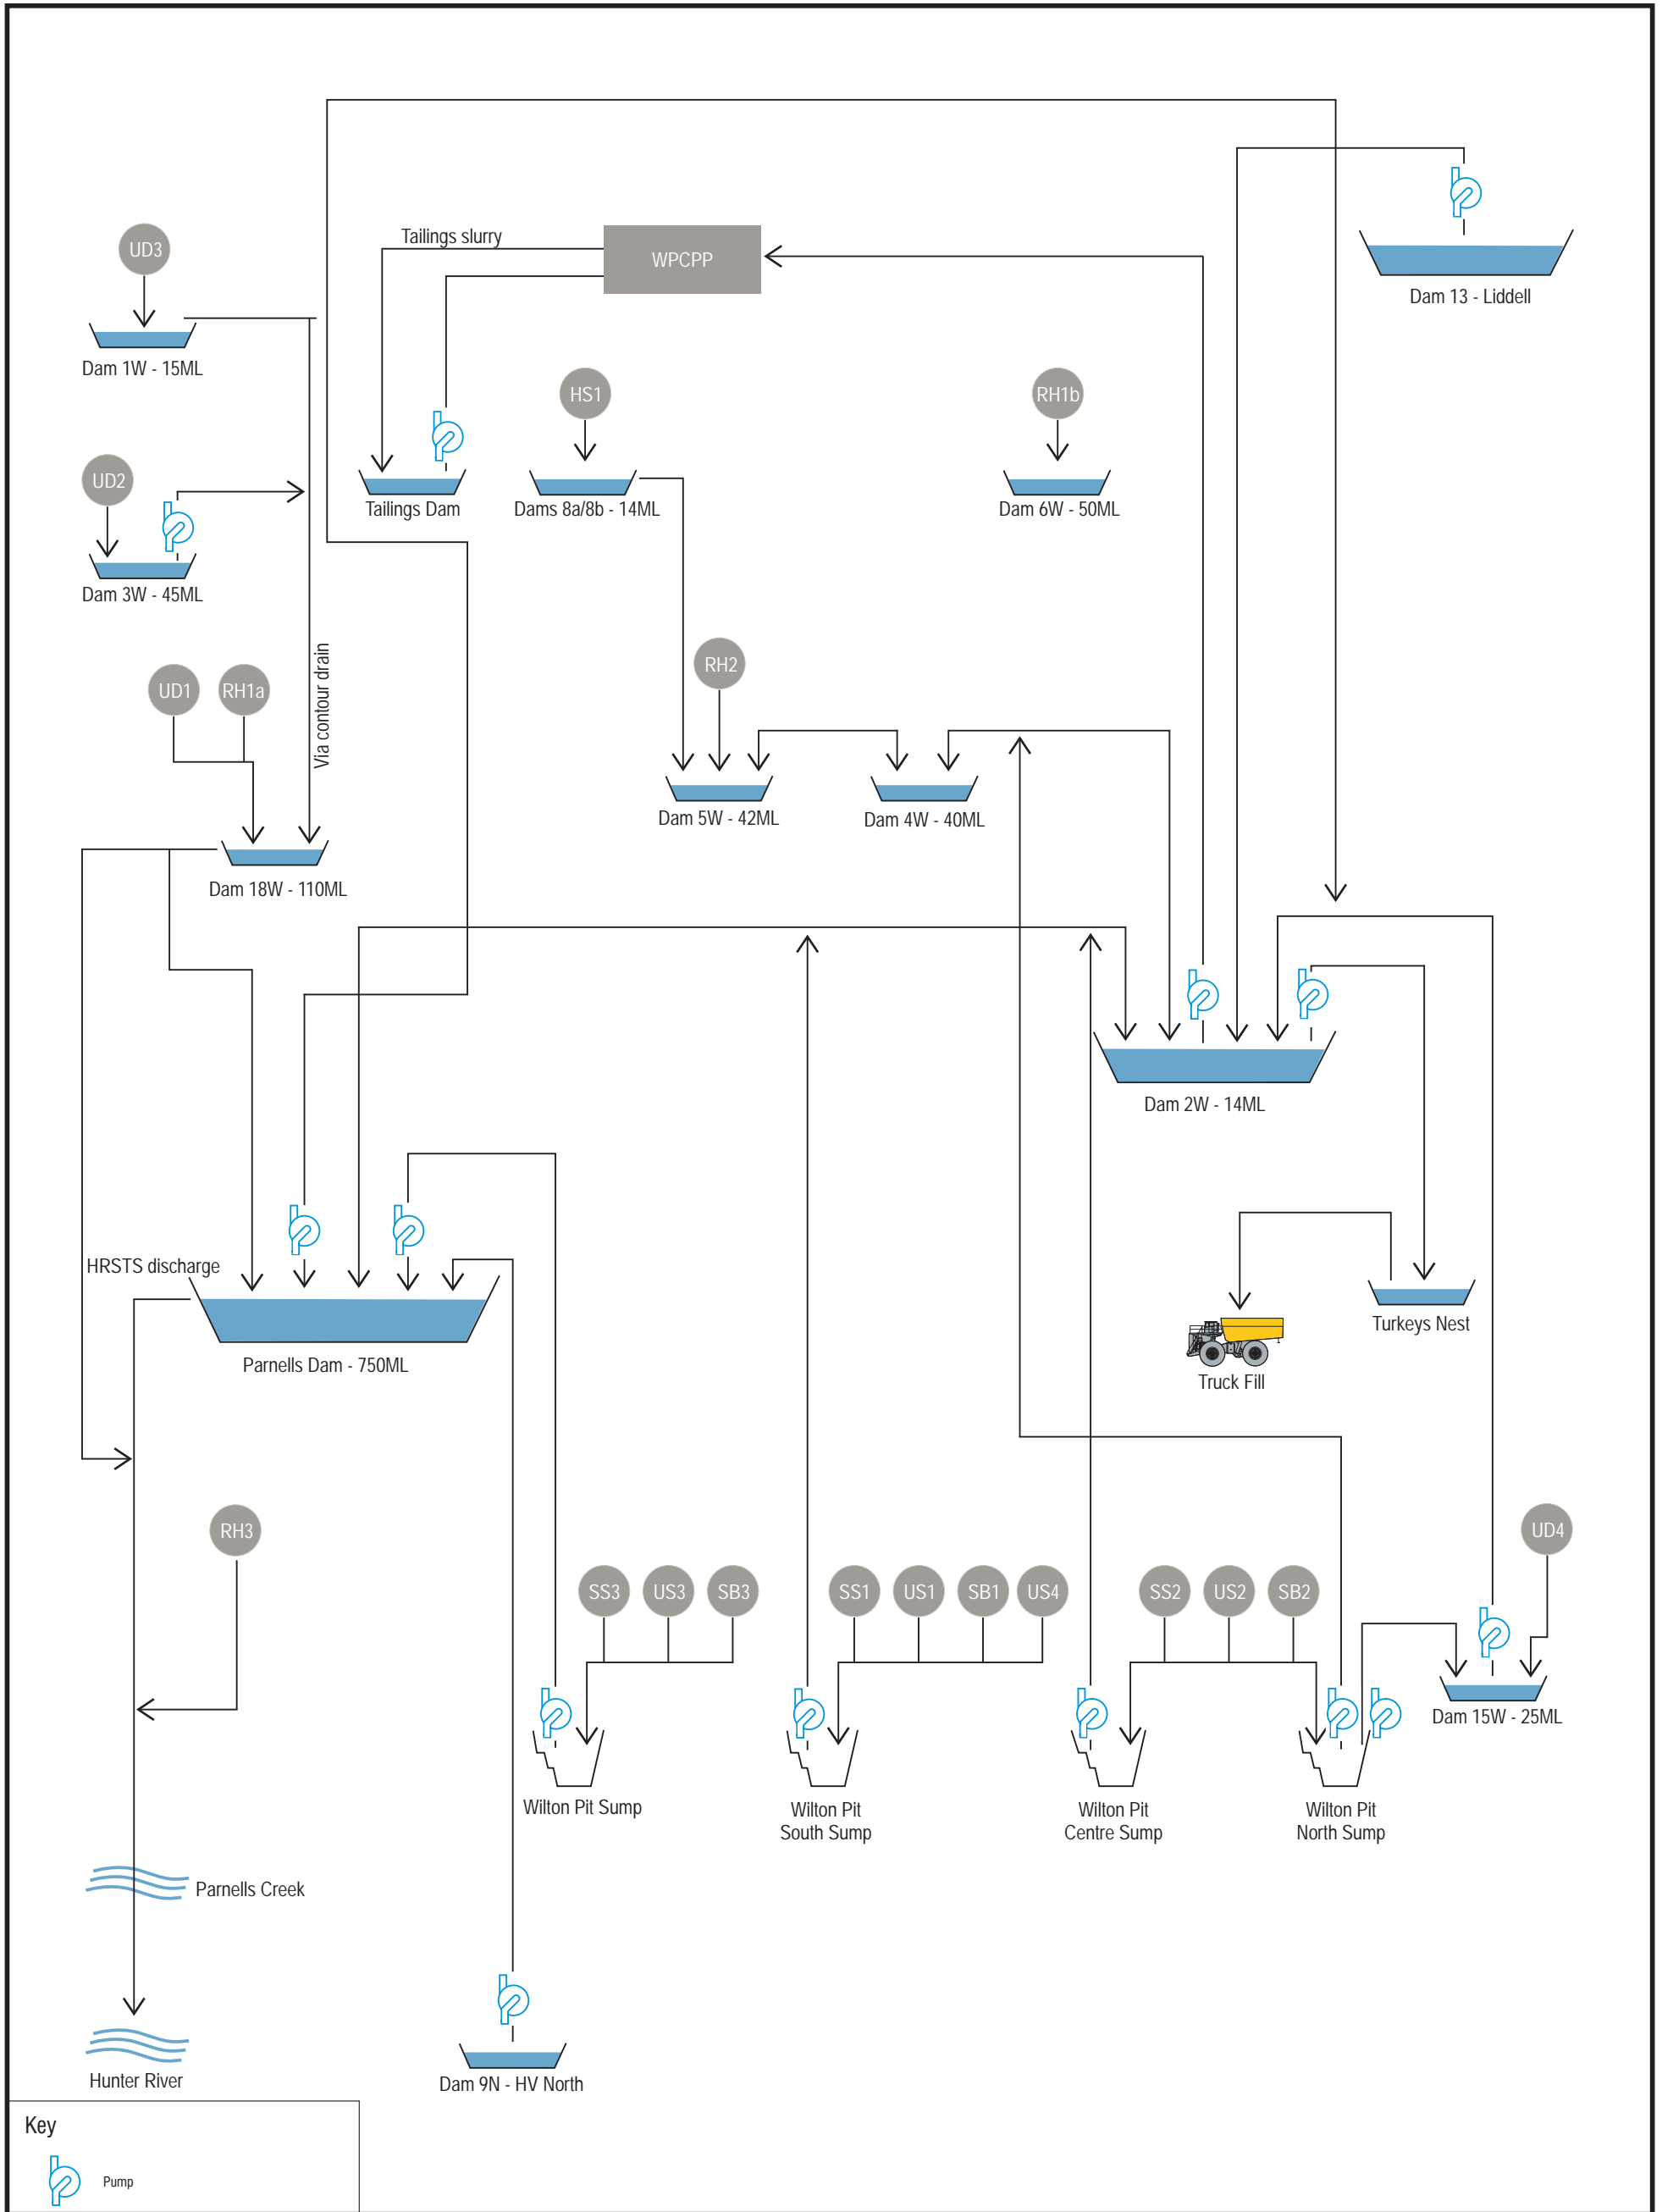 UD3
Tailings slurry
WPCPP
Dam 13 - Liddell
Dam 1W - 15ML
HS1
RH1b
UD2
Tailings Dam
Dams 8a/8b - 14ML
Dam 6W - 50ML
Dam 3W - 45ML
Via contour drain
RH2
UD1
RH1a
Dam 5W - 42ML
Dam 4W - 40ML
Dam 18W - 110ML
Dam 2W - 14ML
HRSTS discharge
Turkeys Nest
Parnells Dam - 750ML
Truck Fill
RH3
UD4
SS3
US3
SB3
SS1
US1
SB1
US4
SS2
US2
SB2
Dam 15W - 25ML
Wilton Pit Sump
Wilton Pit
South Sump
Wilton Pit
Centre Sump
Wilton Pit
North Sump
Parnells Creek
Hunter River
Dam 9N - HV North
Key
Pump